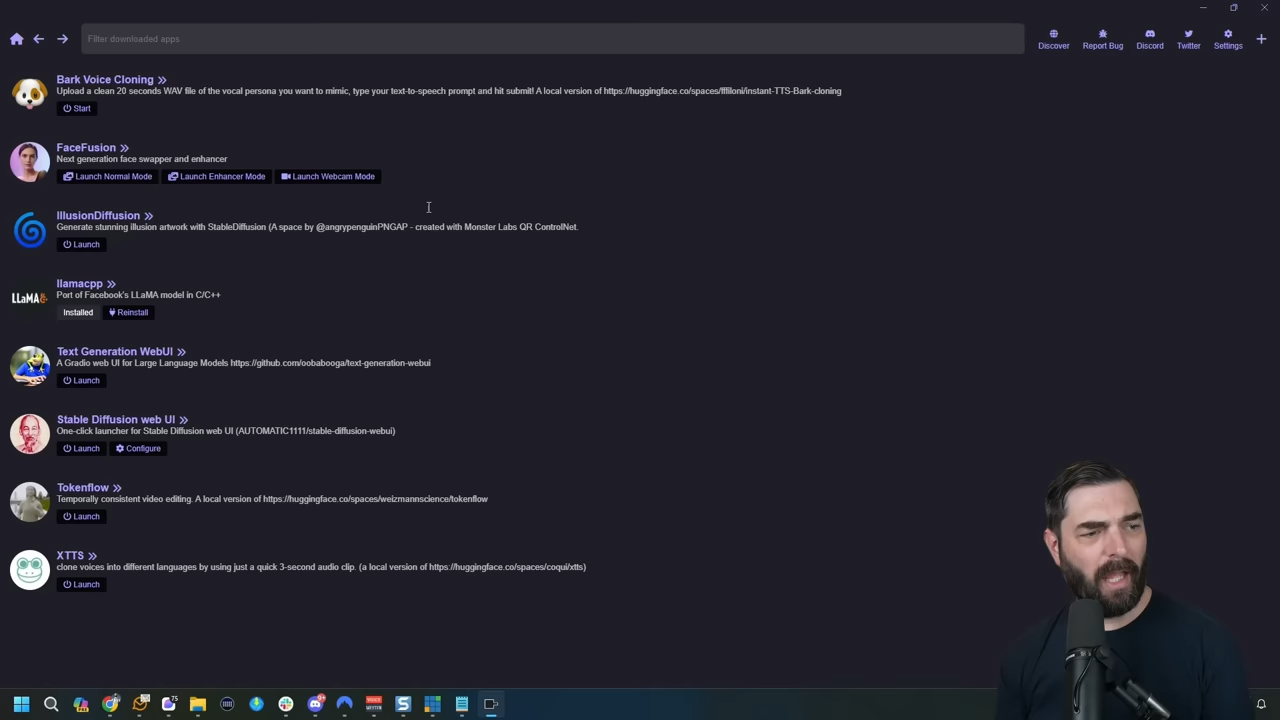 Filter downloaded apps
Discover
Report Bug
Discord
Twitter
Settings
Bark Voice Cloning
Upload a clean 20 seconds WAV file of the vocal persona you want to mimic, type your text-to-speech prompt and hit submit! A local version of https://huggingface.co/spaces/fffiloni/instant-TTS-Bark-cloning
Start
FaceFusion
Next generation face swapper and enhancer
Launch Normal Mode
Launch Enhancer Mode
Launch Webcam Mode
IllusionDiffusion
Generate stunning illusion artwork with StableDiffusion (A space by @angrypenguinPNGAP - created with Monster Labs QR ControlNet.
Launch
LLaMA
llamacpp
Port of Facebook's LLaMA model in C/C++
Installed
Reinstall
Text Generation WebUI
A Gradio web UI for Large Language Models https://github.com/oobabooga/text-generation-webui
Launch
Stable Diffusion web UI
One-click launcher for Stable Diffusion web UI (AUTOMATIC1111/stable-diffusion-webui)
Launch
Configure
Tokenflow
Temporally consistent video editing. A local version of https://huggingface.co/spaces/weizmannscience/tokenflow
Launch
XTTS
clone voices into different languages by using just a quick 3-second audio clip. (a local version of https://huggingface.co/spaces/coqui/xtts)
Launch
75